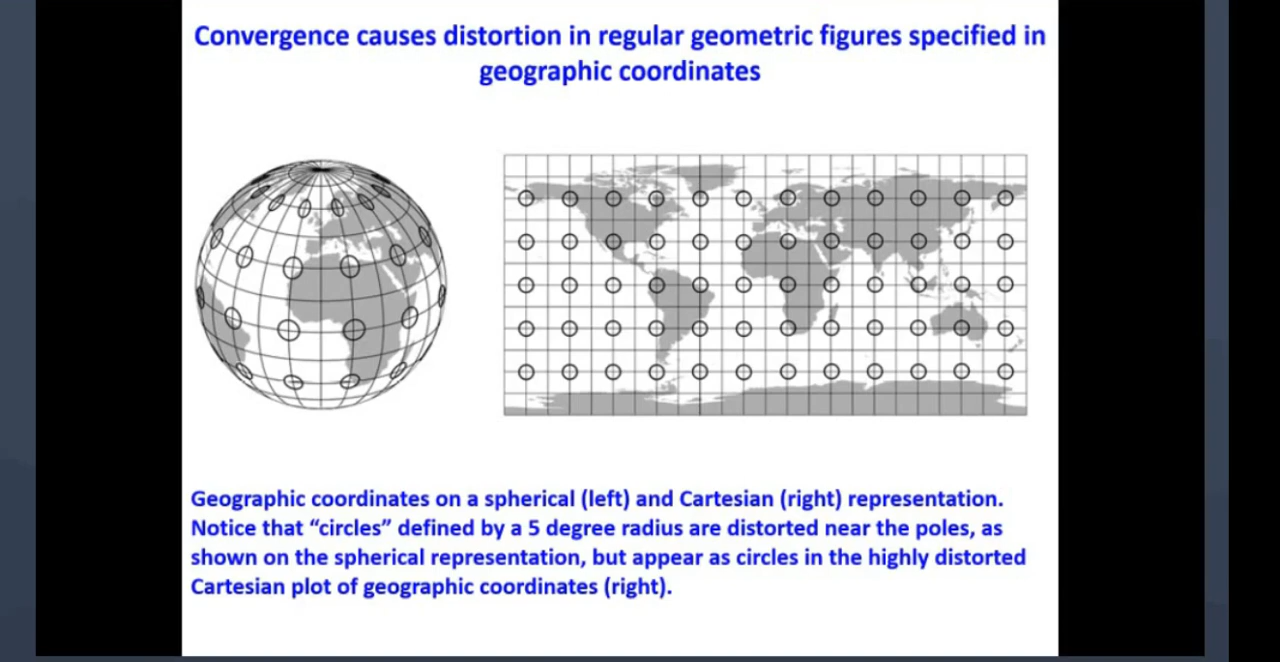 Convergence causes distortion in regular geometric figures specified in
geographic coordinates
Geographic coordinates on a spherical (left) and Cartesian (right) representation.
Notice that “circles” defined by a 5 degree radius are distorted near the poles, as
shown on the spherical representation, but appear as circles in the highly distorted
Cartesian plot of geographic coordinates (right).